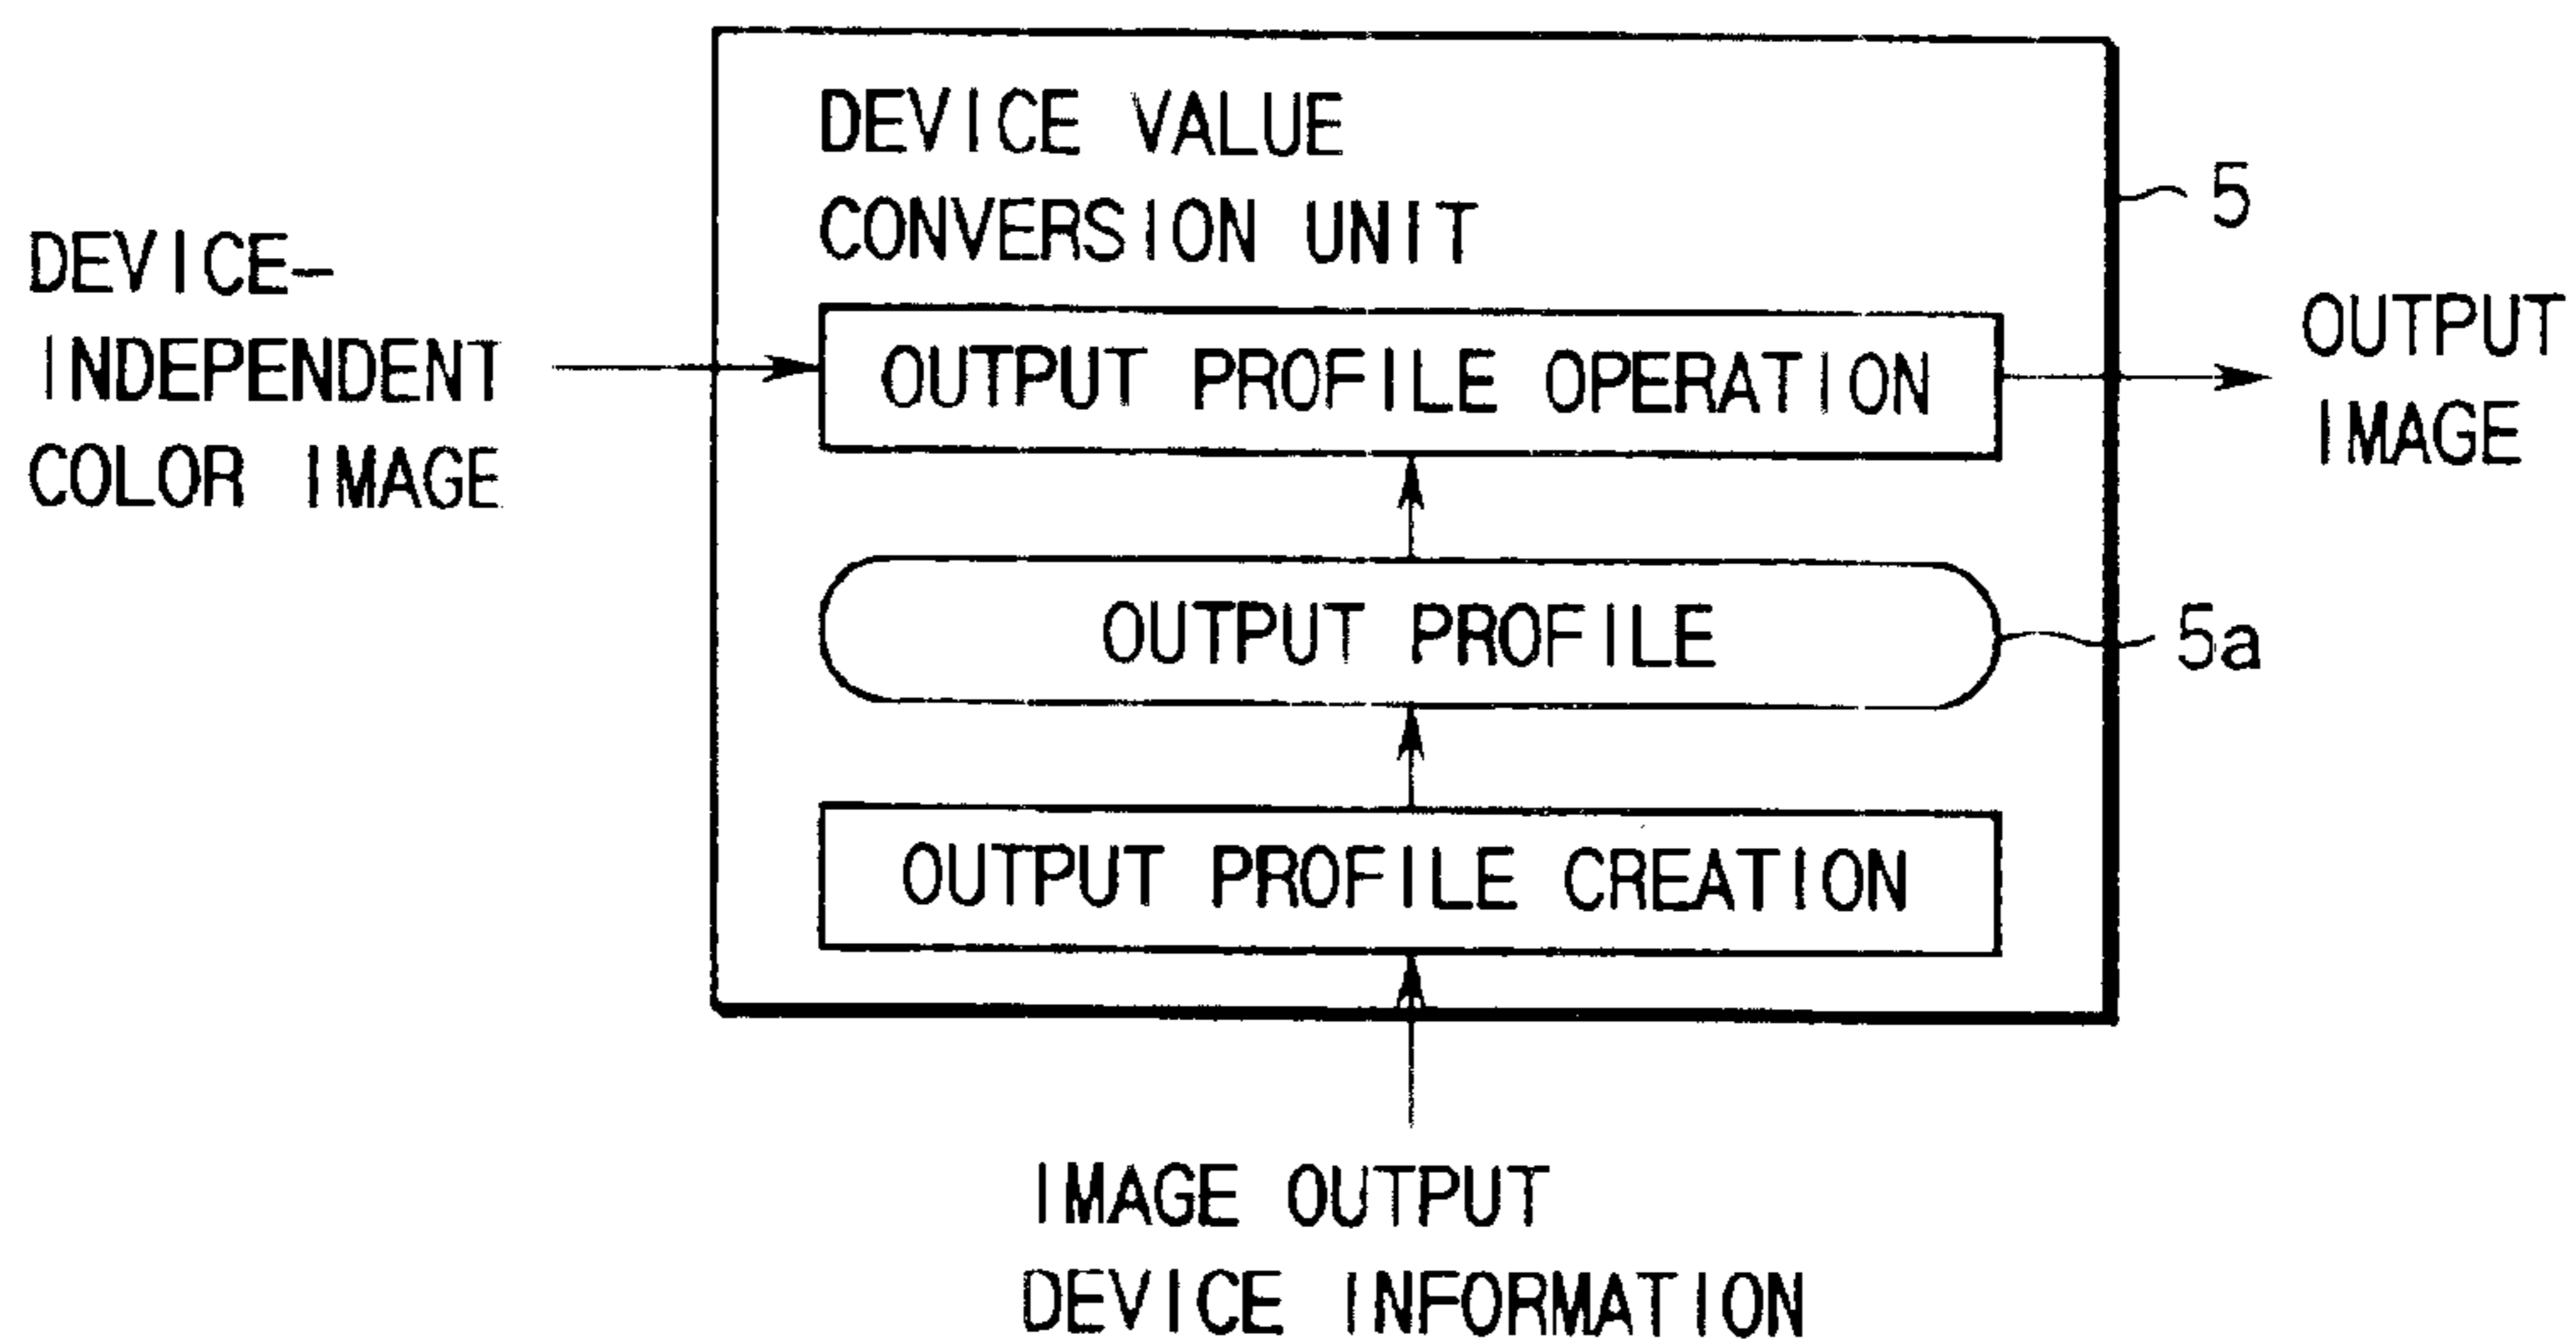 DEVICE VALUE
CONVERSION UNIT
5
DEVICE-
INDEPENDENT
COLOR IMAGE
OUTPUT PROFILE OPERATION
OUTPUT
IMAGE
OUTPUT PROFILE
5a
OUTPUT PROFILE CREATION
IMAGE OUTPUT
DEVICE INFORMATION